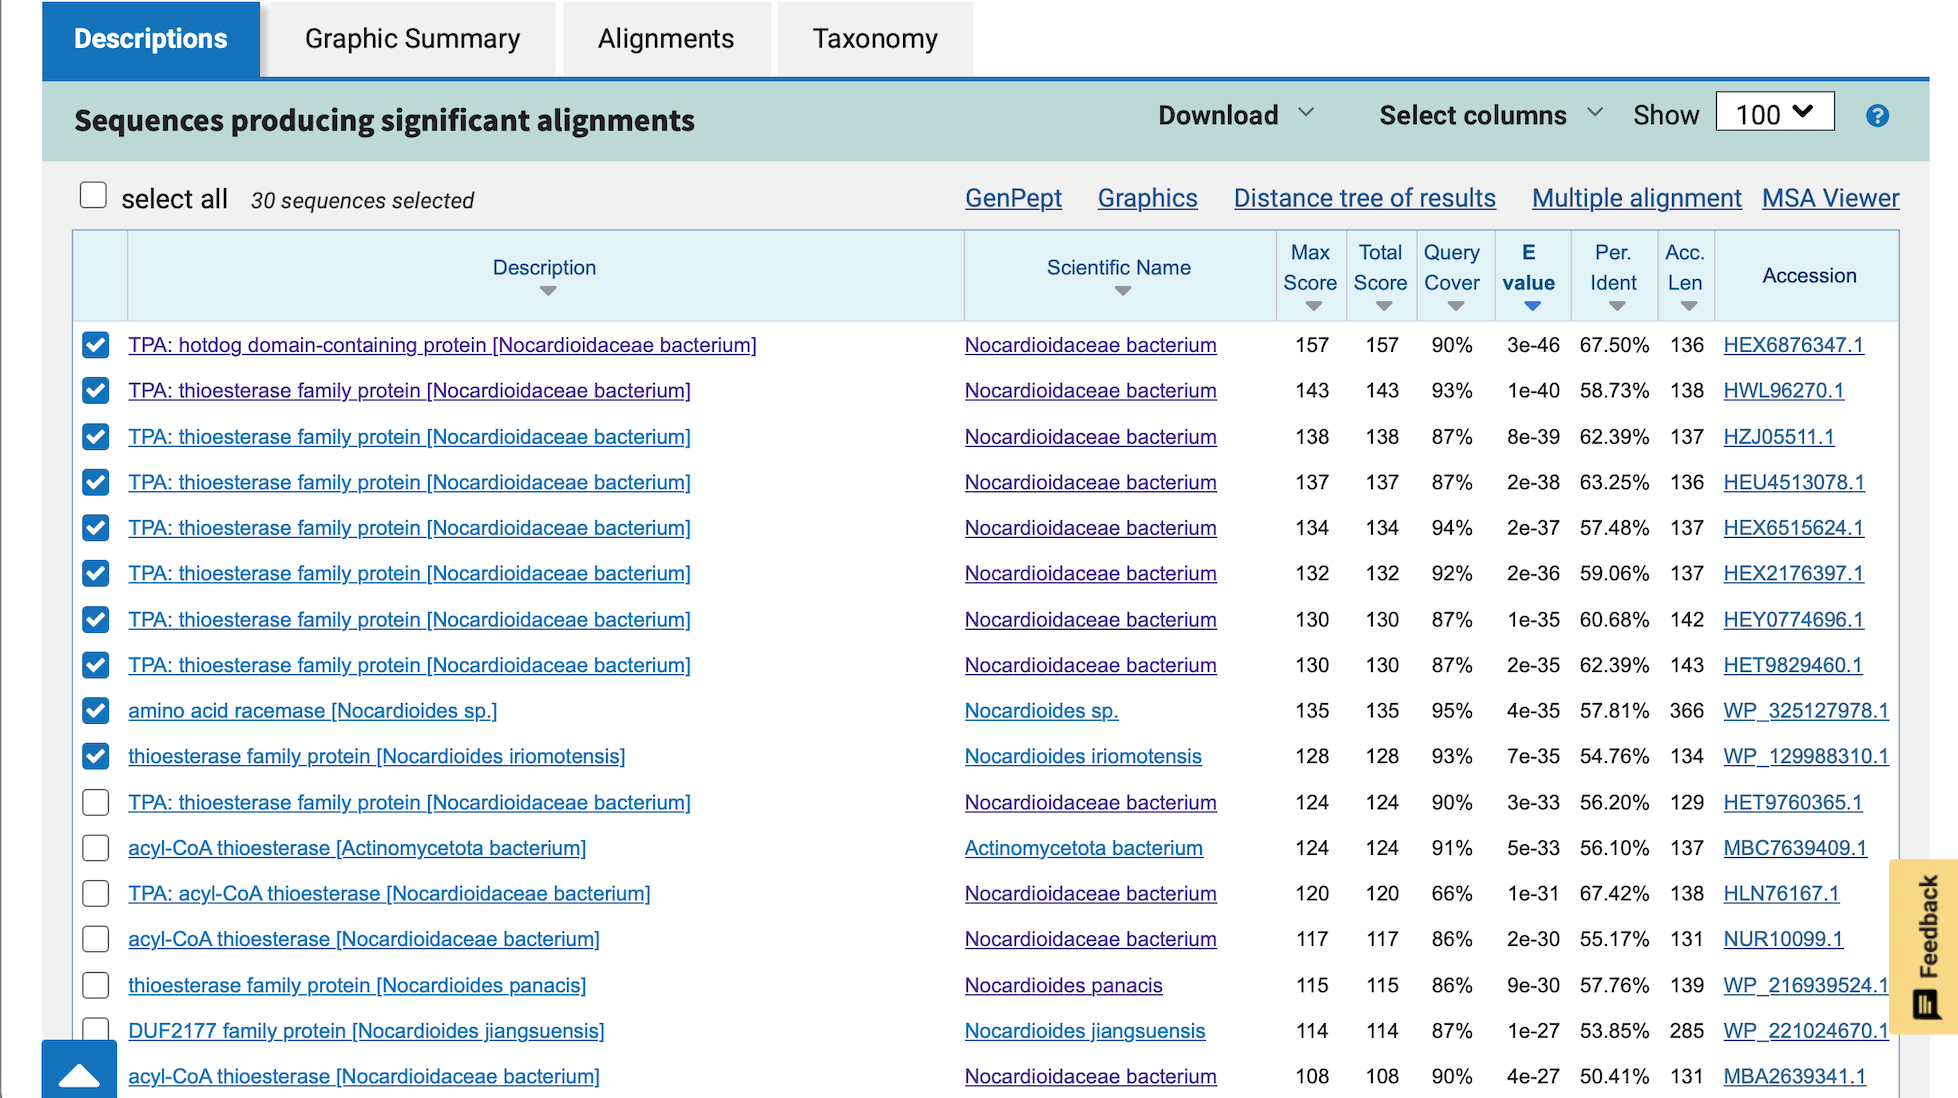 Descriptions Graphic Summary Alignments Taxonomy
Sequences producing significant alignments Download Select columns Show 100 ?
select all 30 sequences selected GenPept Graphics Distance tree of results Multiple alignment MSA Viewer
Description Scientific Name Max Score Total Score Query Cover E value Per. Ident Acc. Len Accession
TPA: hotdog domain-containing protein [Nocardioidaceae bacterium] Nocardioidaceae bacterium 157 157 90% 3e-46 67.50% 136 HEX6876347.1
TPA: thioesterase family protein [Nocardioidaceae bacterium] Nocardioidaceae bacterium 143 143 93% 1e-40 58.73% 138 HWL96270.1
TPA: thioesterase family protein [Nocardioidaceae bacterium] Nocardioidaceae bacterium 138 138 87% 8e-39 62.39% 137 HZJ05511.1
TPA: thioesterase family protein [Nocardioidaceae bacterium] Nocardioidaceae bacterium 137 137 87% 2e-38 63.25% 136 HEU4513078.1
TPA: thioesterase family protein [Nocardioidaceae bacterium] Nocardioidaceae bacterium 134 134 94% 2e-37 57.48% 137 HEX6515624.1
TPA: thioesterase family protein [Nocardioidaceae bacterium] Nocardioidaceae bacterium 132 132 92% 2e-36 59.06% 137 HEX2176397.1
TPA: thioesterase family protein [Nocardioidaceae bacterium] Nocardioidaceae bacterium 130 130 87% 1e-35 60.68% 142 HEY0774696.1
TPA: thioesterase family protein [Nocardioidaceae bacterium] Nocardioidaceae bacterium 130 130 87% 2e-35 62.39% 143 HET9829460.1
amino acid racemase [Nocardioides sp.] Nocardioides sp. 135 135 95% 4e-35 57.81% 366 WP_325127978.1
thioesterase family protein [Nocardioides iriomotensis] Nocardioides iriomotensis 128 128 93% 7e-35 54.76% 134 WP_129988310.1
TPA: thioesterase family protein [Nocardioidaceae bacterium] Nocardioidaceae bacterium 124 124 90% 3e-33 56.20% 129 HET9760365.1
acyl-CoA thioesterase [Actinomycetota bacterium] Actinomycetota bacterium 124 124 91% 5e-33 56.10% 137 MBC7639409.1
TPA: acyl-CoA thioesterase [Nocardioidaceae bacterium] Nocardioidaceae bacterium 120 120 66% 1e-31 67.42% 138 HLN76167.1
acyl-CoA thioesterase [Nocardioidaceae bacterium] Nocardioidaceae bacterium 117 117 86% 2e-30 55.17% 131 NUR10099.1
thioesterase family protein [Nocardioides panacis] Nocardioides panacis 115 115 86% 9e-30 57.76% 139 WP_216939524.1
DUF2177 family protein [Nocardioides jiangsuensis] Nocardioides jiangsuensis 114 114 87% 1e-27 53.85% 285 WP_221024670.1
acyl-CoA thioesterase [Nocardioidaceae bacterium] Nocardioidaceae bacterium 108 108 90% 4e-27 50.41% 131 MBA2639341.1
Feedback